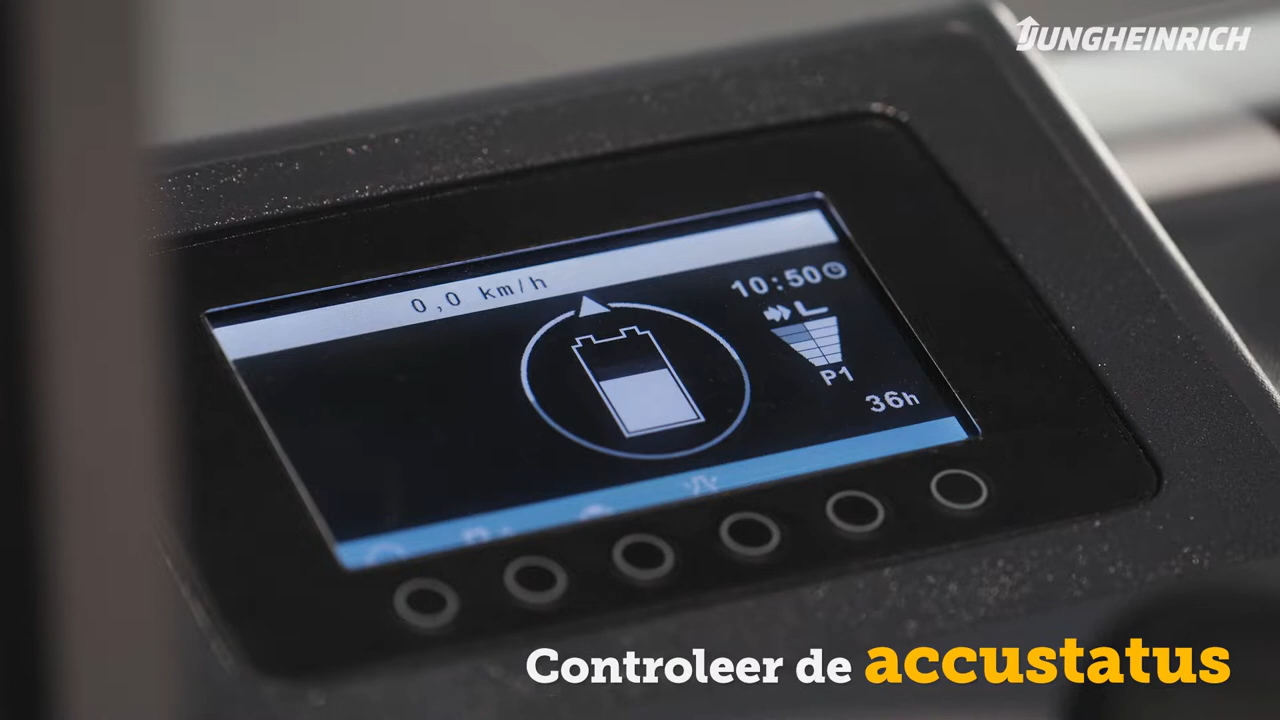 JUNGHEINRICH
0,0 km/h
10:50
P1
36h
Controleer de accustatus